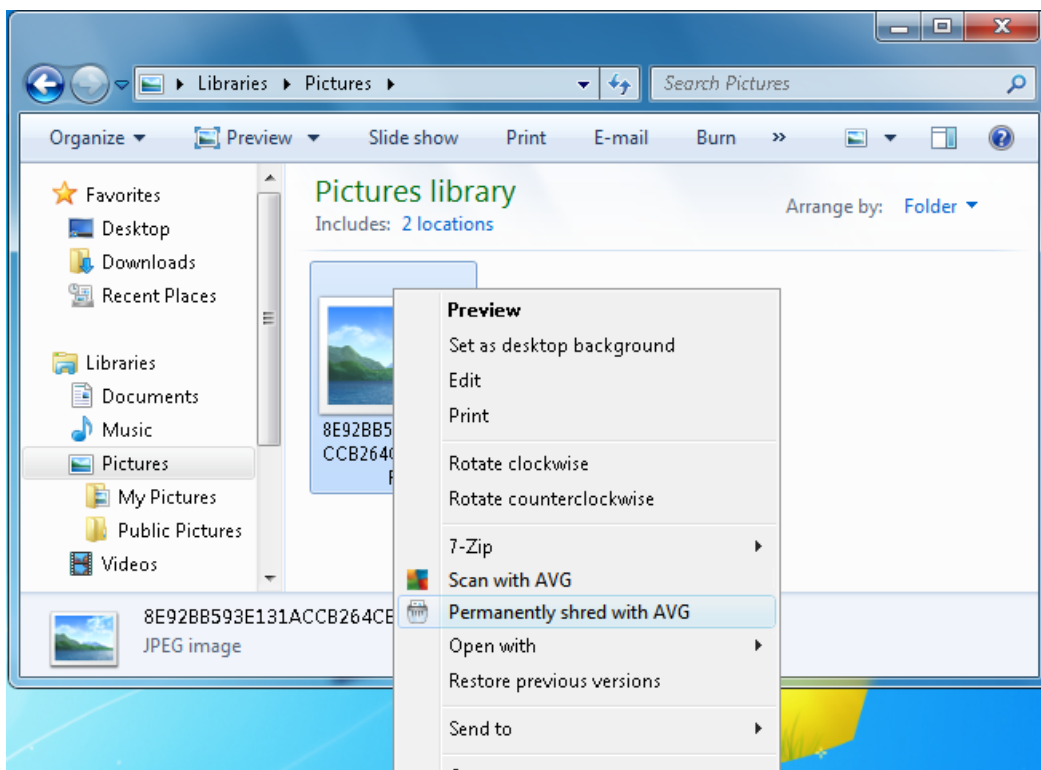 Libraries Pictures
Search Pictures
Organize Preview Slide show Print E-mail Burn »
Favorites
Desktop
Downloads
Recent Places
Libraries
Documents
Music
Pictures
My Pictures
Public Pictures
Videos
Pictures library
Includes: 2 locations
Arrange by: Folder
8E92BB5
CCB264
Preview
Set as desktop background
Edit
Print
Rotate clockwise
Rotate counterclockwise
7-Zip
Scan with AVG
Permanently shred with AVG
Open with
Restore previous versions
Send to
8E92BB593E131ACCB264CE
JPEG image